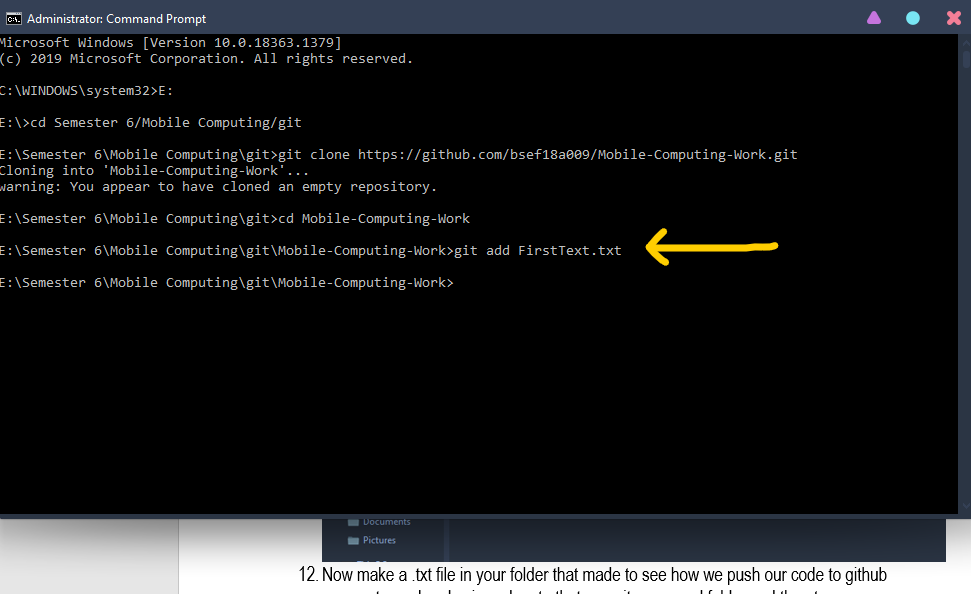 Administrator: Command Prompt
Microsoft Windows [Version 10.0.18363.1379]
(c) 2019 Microsoft Corporation. All rights reserved.
C:\WINDOWS\system32>E:
E:\>cd Semester 6/Mobile Computing/git
E:\Semester 6\Mobile Computing\git>git clone https://github.com/bsef18a009/Mobile-Computing-Work.git
Cloning into 'Mobile-Computing-Work'...
warning: You appear to have cloned an empty repository.
E:\Semester 6\Mobile Computing\git>cd Mobile-Computing-Work
E:\Semester 6\Mobile Computing\git\Mobile-Computing-Work>git add FirstText.txt
E:\Semester 6\Mobile Computing\git\Mobile-Computing-Work>
Documents
Pictures
12. Now make a .txt file in your folder that made to see how we push our code to github